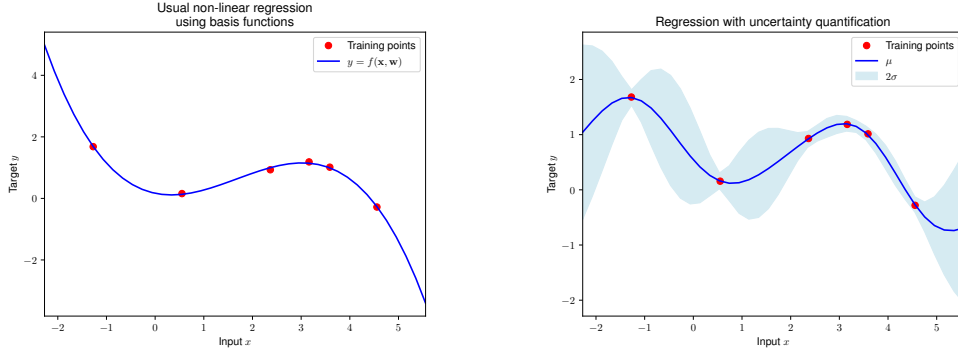 Usual non-linear regression
using basis functions
Training points
y = f(x, w)
4
2
0
−2
Target y
−2
−1
0
1
2
3
4
5
Input x
Regression with uncertainty quantification
Training points
μ
2σ
2
1
0
−1
−2
Target y
−2
−1
0
1
2
3
4
5
Input x